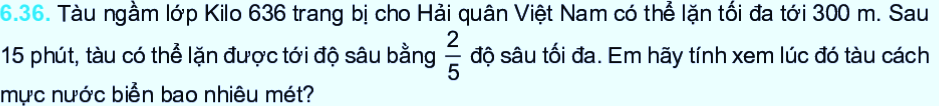 6.36. Tàu ngầm lớp Kilo 636 trang bị cho Hải quân Việt Nam có thể lặn tối đa tới 300 m. Sau
15 phút, tàu có thể lặn được tới độ sâu bằng 2/5 độ sâu tối đa. Em hãy tính xem lúc đó tàu cách
mực nước biển bao nhiêu mét?